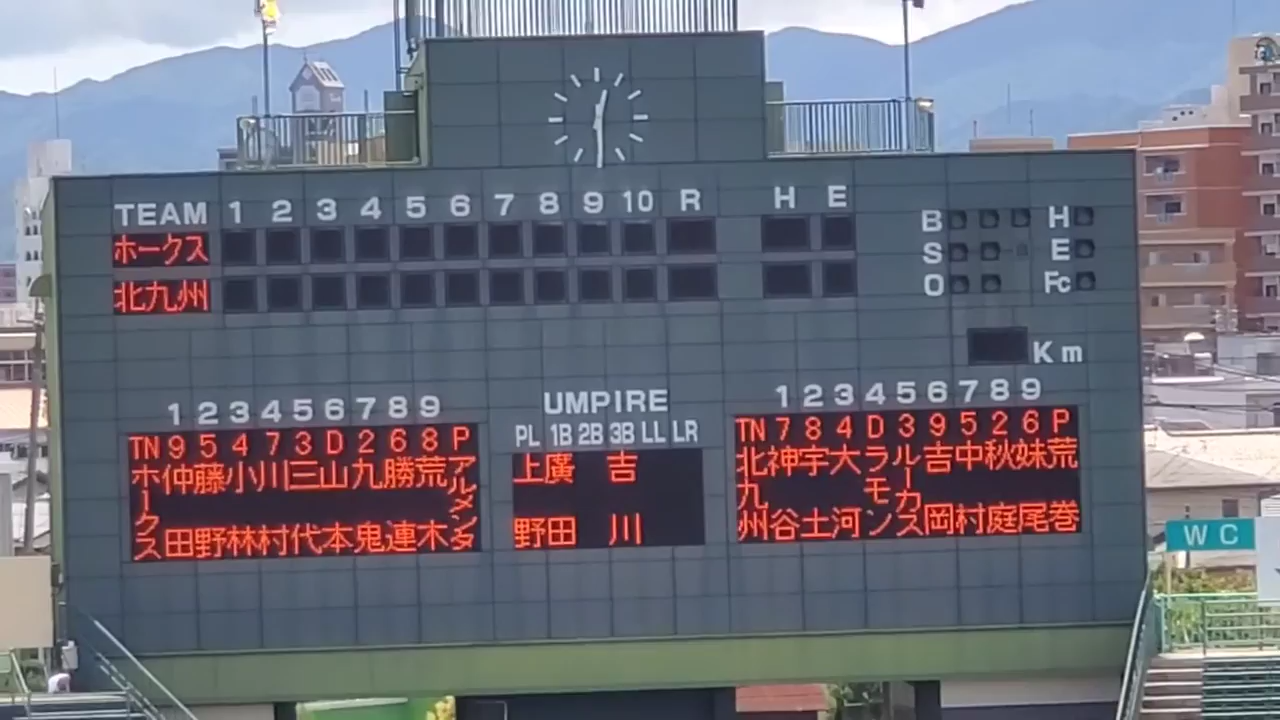 TEAM 1 2 3 4 5 6 7 8 9 10 R H E
ホークス
北九州
B H
S E
O Fc
Km
1 2 3 4 5 6 7 8 9
TN 9 5 4 7 3 D 2 6 8 P
ホークス 仲田 藤野 小林 川村 三代 山本 九鬼 勝連 荒木 アルメンタ
UMPIRE
PL 1B 2B 3B LL LR
上野 廣田 吉川
1 2 3 4 5 6 7 8 9
TN 7 8 4 D 3 9 5 2 6 P
北九州 神谷 宇土 大河 ラモン ルーカス 吉岡 中村 秋庭 妹尾 荒巻
WC